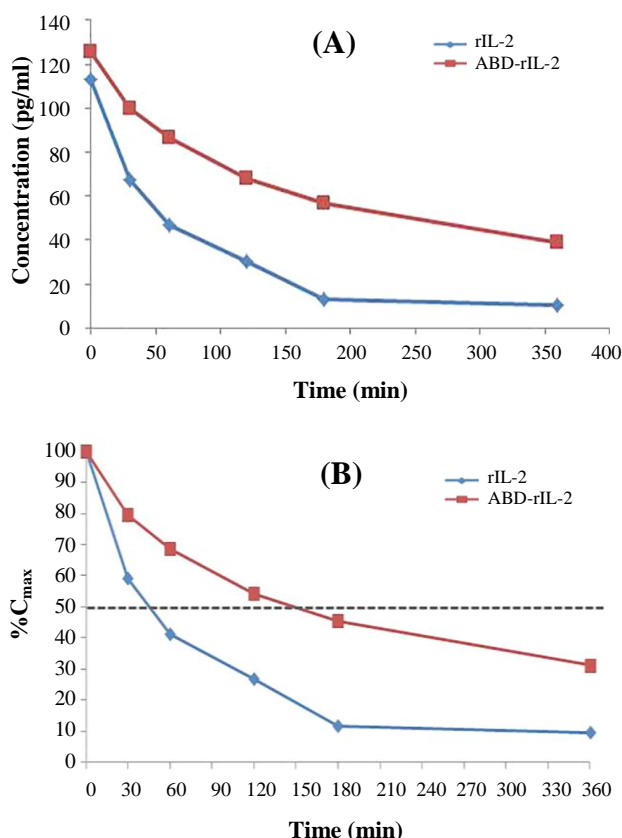 (A)
rIL-2
ABD-rIL-2
Concentration (pg/ml)
140
120
100
80
60
40
20
0
0 50 100 150 200 250 300 350 400
Time (min)
(B)
rIL-2
ABD-rIL-2
%Cmax
100
90
80
70
60
50
40
30
20
10
0
0 30 60 90 120 150 180 210 240 270 300 330 360
Time (min)